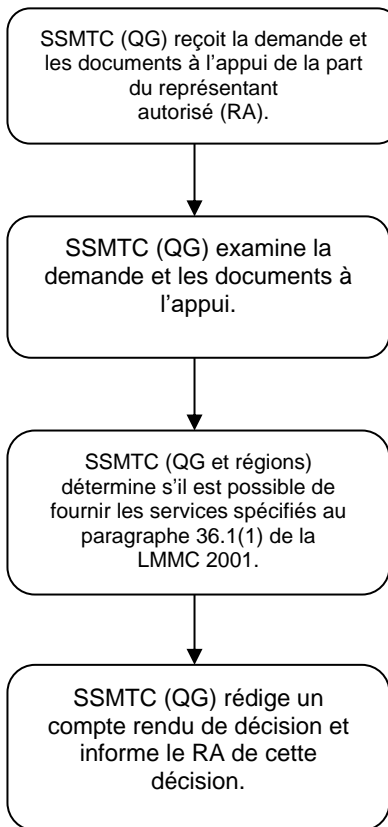 SSMTC (QG) reçoit la demande et
les documents à l'appui de la part
du représentant
autorisé (RA).
SSMTC (QG) examine la
demande et les documents à
l'appui.
SSMTC (QG et régions)
détermine s'il est possible de
fournir les services spécifiés au
paragraphe 36.1(1) de la
LMMC 2001.
SSMTC (QG) rédige un
compte rendu de décision et
informe le RA de cette
décision.